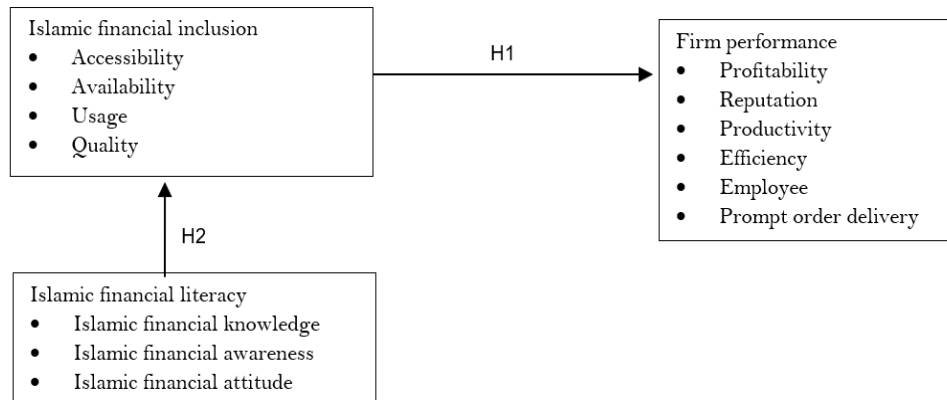 Islamic financial inclusion
• Accessibility
• Availability
• Usage
• Quality
H1
Firm performance
• Profitability
• Reputation
• Productivity
• Efficiency
• Employee
• Prompt order delivery
H2
Islamic financial literacy
• Islamic financial knowledge
• Islamic financial awareness
• Islamic financial attitude